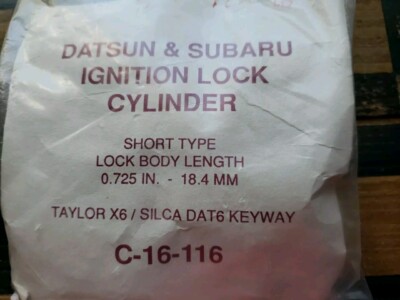 DATSUN & SUBARU
IGNITION LOCK
CYLINDER
SHORT TYPE
LOCK BODY LENGTH
0.725 IN. - 18.4 MM
TAYLOR X6 / SILCA DAT6 KEYWAY
C-16-116